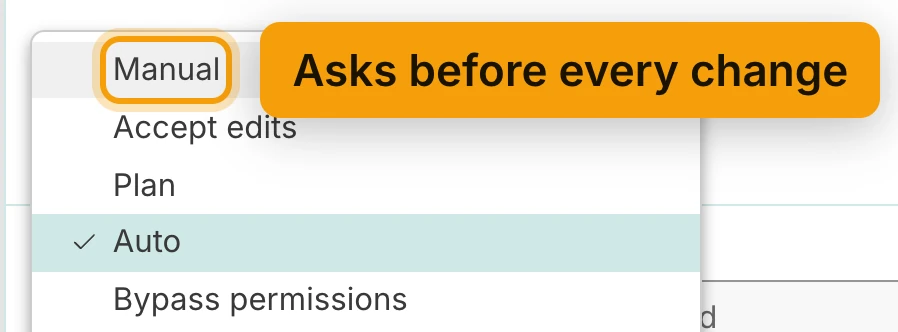 Manual
Asks before every change
Accept edits
Plan
Auto
Bypass permissions
d